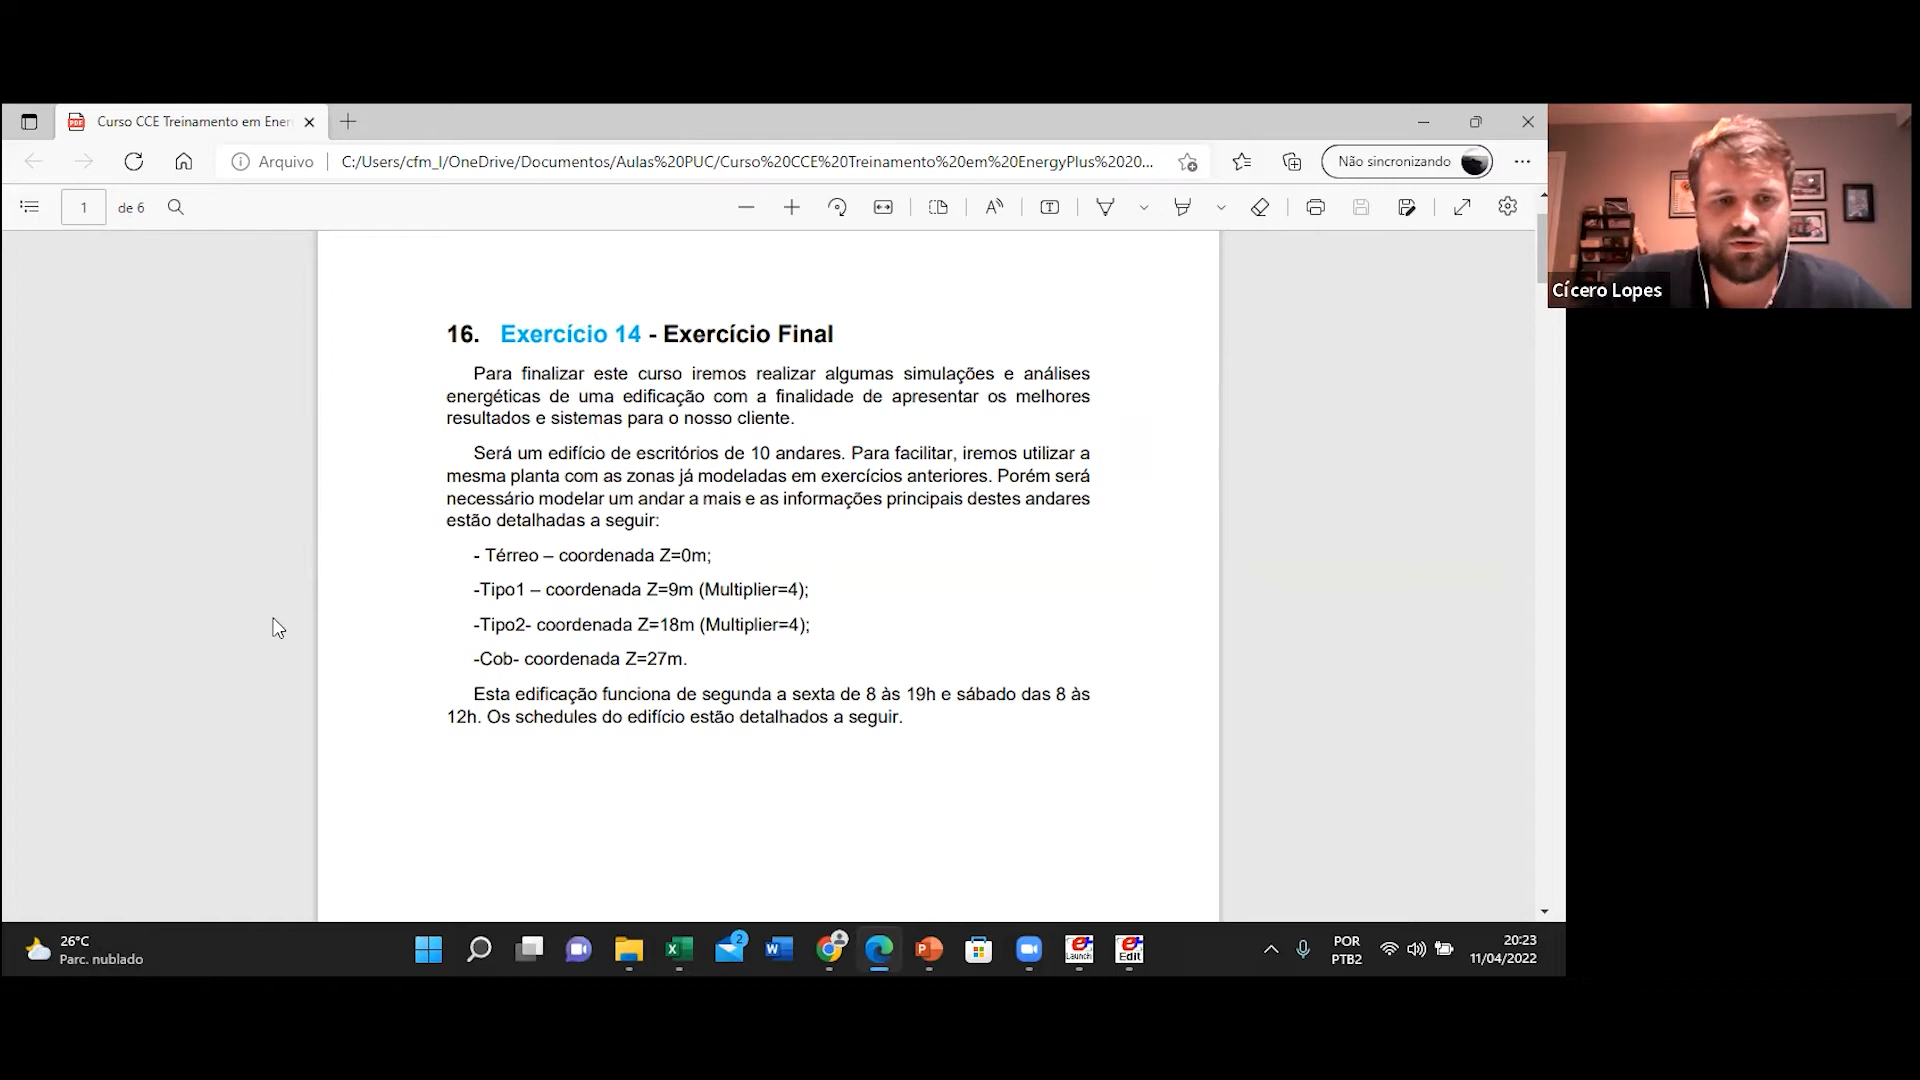 Curso CCE Treinamento em Ener
Arquivo
C:/Users/cfm_l/OneDrive/Documentos/Aulas%20PUC/Curso%20CCE%20Treinamento%20em%20EnergyPlus%2020...
Não sincronizando
1
de 6
Cícero Lopes
16. Exercício 14 - Exercício Final
Para finalizar este curso iremos realizar algumas simulações e análises
energéticas de uma edificação com a finalidade de apresentar os melhores
resultados e sistemas para o nosso cliente.
Será um edifício de escritórios de 10 andares. Para facilitar, iremos utilizar a
mesma planta com as zonas já modeladas em exercícios anteriores. Porém será
necessário modelar um andar a mais e as informações principais destes andares
estão detalhadas a seguir:
- Térreo – coordenada Z=0m;
-Tipo1 – coordenada Z=9m (Multiplier=4);
-Tipo2- coordenada Z=18m (Multiplier=4);
-Cob- coordenada Z=27m.
Esta edificação funciona de segunda a sexta de 8 às 19h e sábado das 8 às
12h. Os schedules do edifício estão detalhados a seguir.
26°C
Parc. nublado
2
Launch
Edit
POR
PTB2
20:23
11/04/2022